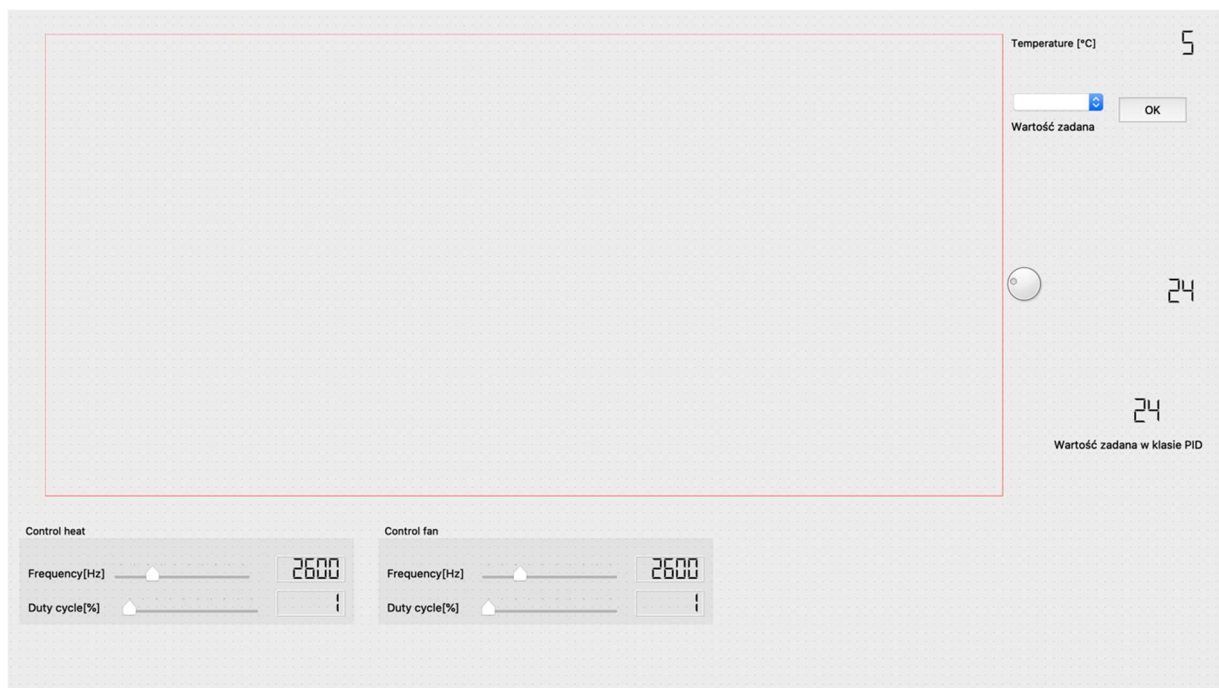 Temperature [°C] 5
OK
Wartość zadana
24
24
Wartość zadana w klasie PID
Control heat
Frequency[Hz] 2600
Duty cycle[%] 1
Control fan
Frequency[Hz] 2600
Duty cycle[%] 1